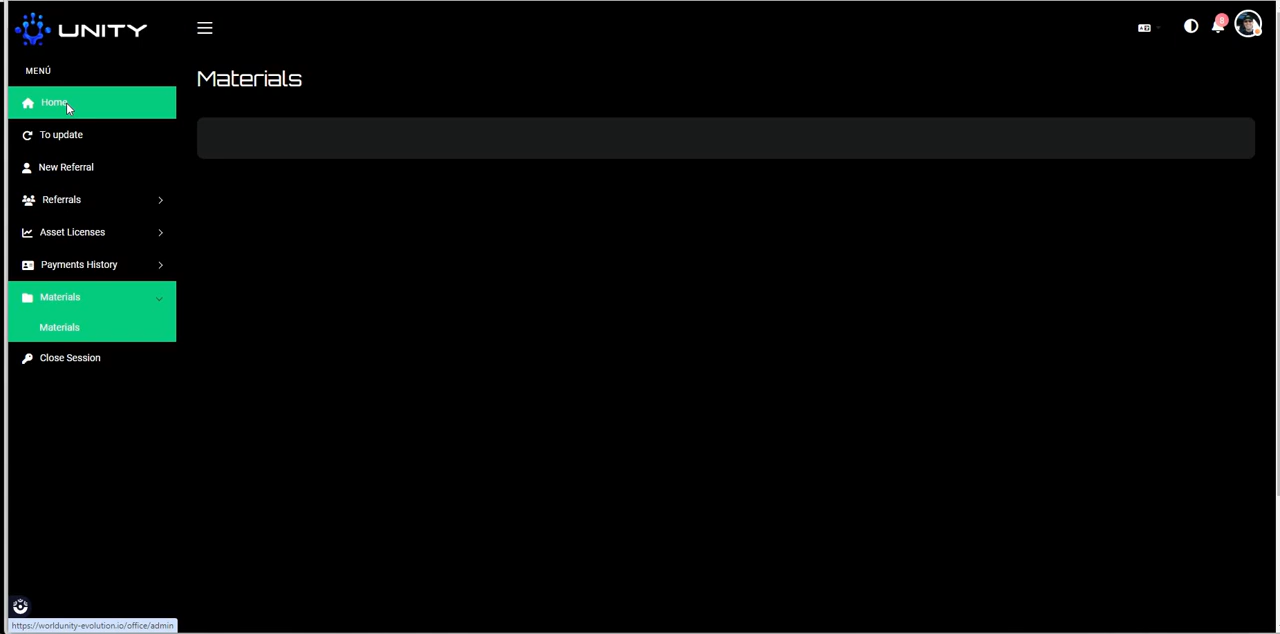 UNITY
MENÚ
Home
To update
New Referral
Referrals
Asset Licenses
Payments History
Materials
Materials
Close Session
Materials
8
https://worldunity-evolution.io/office/admin